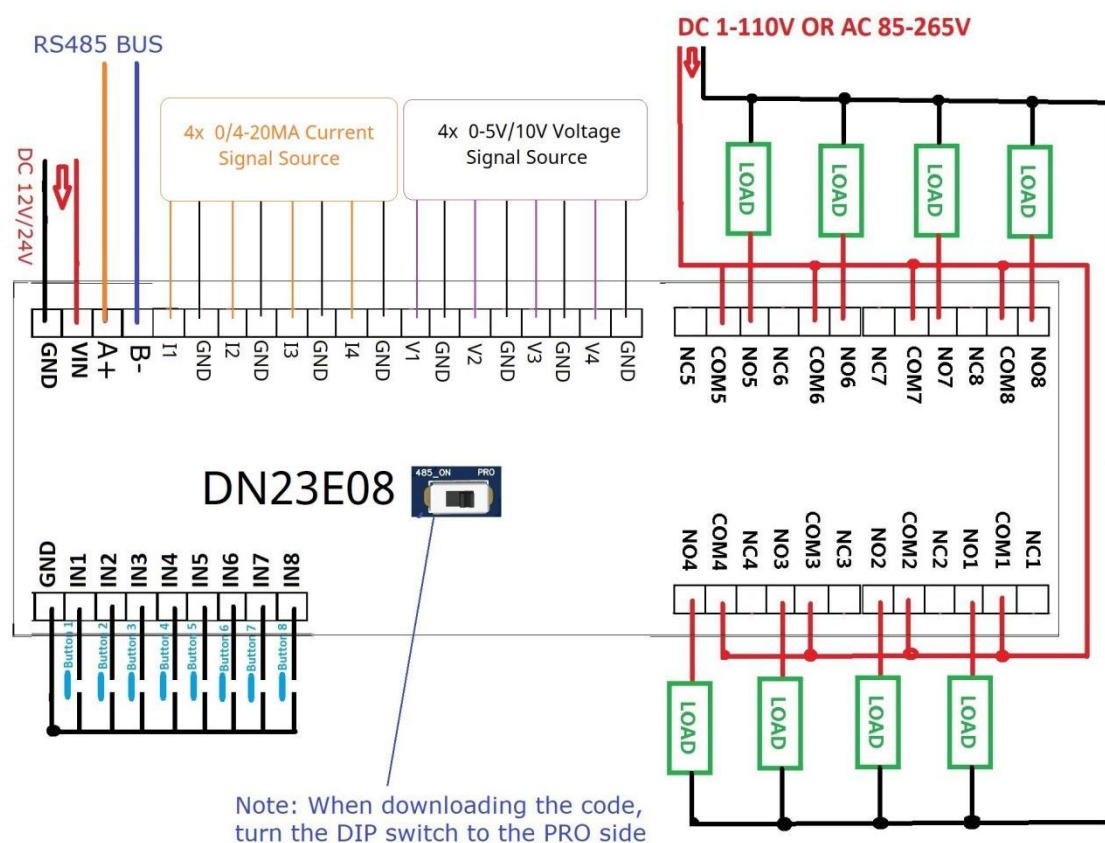 RS485 BUS
DC 1-110V OR AC 85-265V
DC 12V/24V
4x 0/4-20MA Current
Signal Source
4x 0-5V/10V Voltage
Signal Source
LOAD
LOAD
LOAD
LOAD
GND
VIN
A+
B-
I1
GND
I2
GND
I3
GND
I4
GND
V1
GND
V2
GND
V3
GND
V4
GND
NC5
COM5
NO5
NC6
COM6
NO6
NC7
COM7
NO7
NC8
COM8
NO8
DN23E08
485_ON PRO
GND
IN1
IN2
IN3
IN4
IN5
IN6
IN7
IN8
NO4
COM4
NC4
NO3
COM3
NC3
NO2
COM2
NC2
NO1
COM1
NC1
Button 1
Button 2
Button 3
Button 4
Button 5
Button 6
Button 7
Button 8
LOAD
LOAD
LOAD
LOAD
Note: When downloading the code,
turn the DIP switch to the PRO side